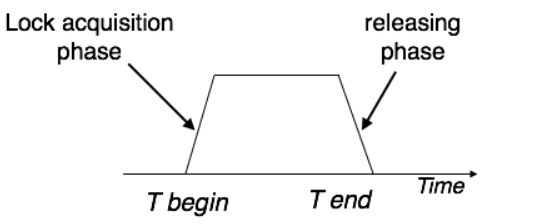 Lock acquisition
phase
releasing
phase
T begin
T end
Time